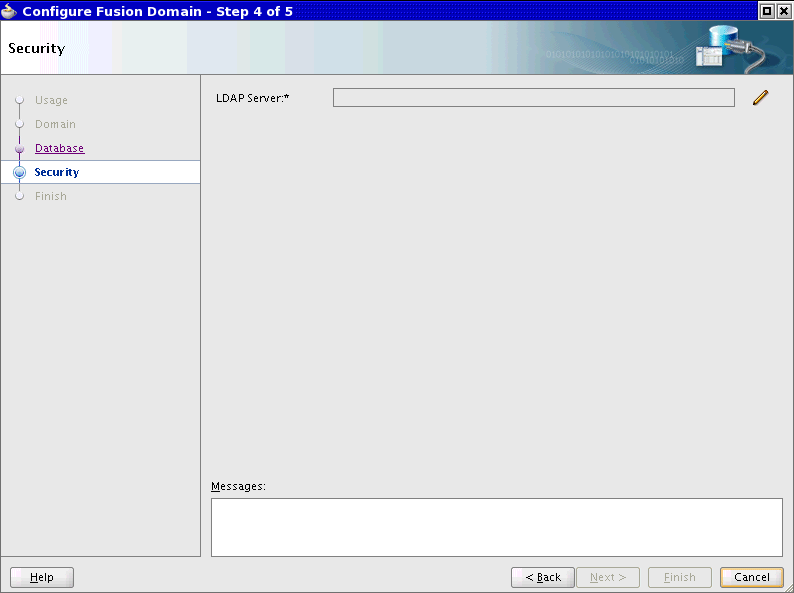 Configure Fusion Domain - Step 4 of 5
Security
Usage
Domain
Database
Security
Finish
LDAP Server:*
Messages:
Help
< Back
Next >
Finish
Cancel